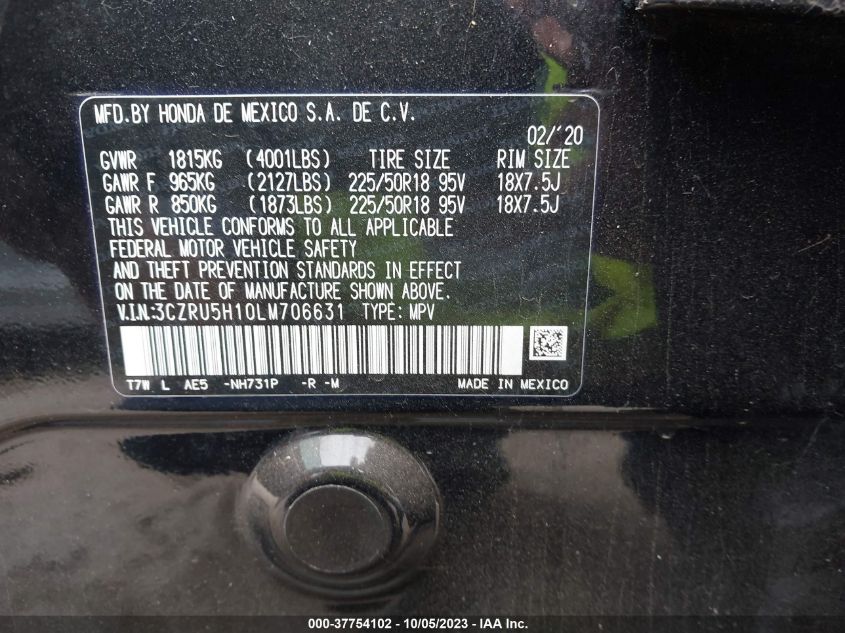 MFD.BY HONDA DE MEXICO S.A. DE C.V.
02/'20
GVWR 1815KG (4001LBS) TIRE SIZE RIM SIZE
GAWR F 965KG (2127LBS) 225/50R18 95V 18X7.5J
GAWR R 850KG (1873LBS) 225/50R18 95V 18X7.5J
THIS VEHICLE CONFORMS TO ALL APPLICABLE
FEDERAL MOTOR VEHICLE SAFETY
AND THEFT PREVENTION STANDARDS IN EFFECT
ON THE DATE OF MANUFACTURE SHOWN ABOVE.
V.I.N:3CZRU5H10LM706631 TYPE: MPV
T7W L AE5 -NH731P -R -M MADE IN MEXICO
000-37754102 - 10/05/2023 - IAA Inc.